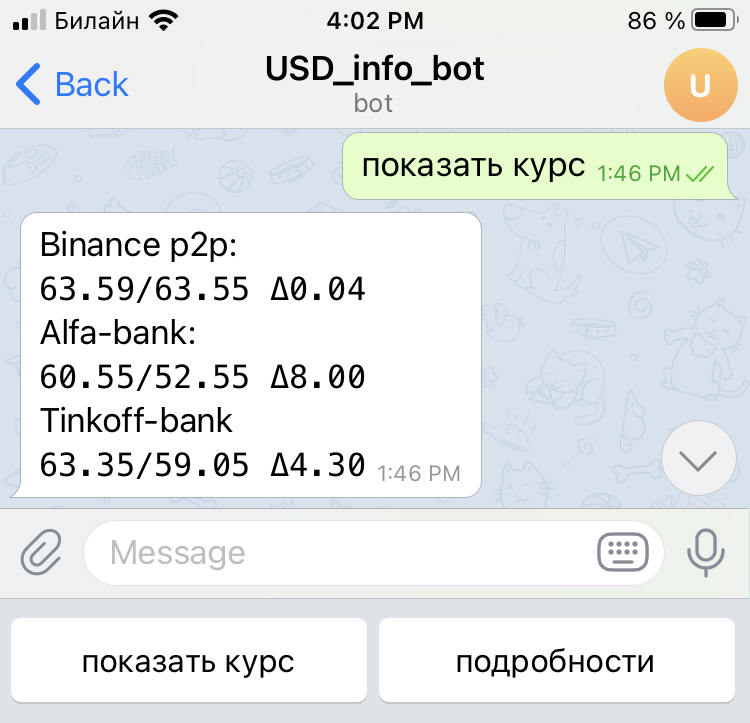 Билайн 4:02 PM 86 %
Back USD_info_bot U
bot
показать курс 1:46 PM
Binance p2p:
63.59/63.55 Δ0.04
Alfa-bank:
60.55/52.55 Δ8.00
Tinkoff-bank
63.35/59.05 Δ4.30 1:46 PM
Message
показать курс подробности